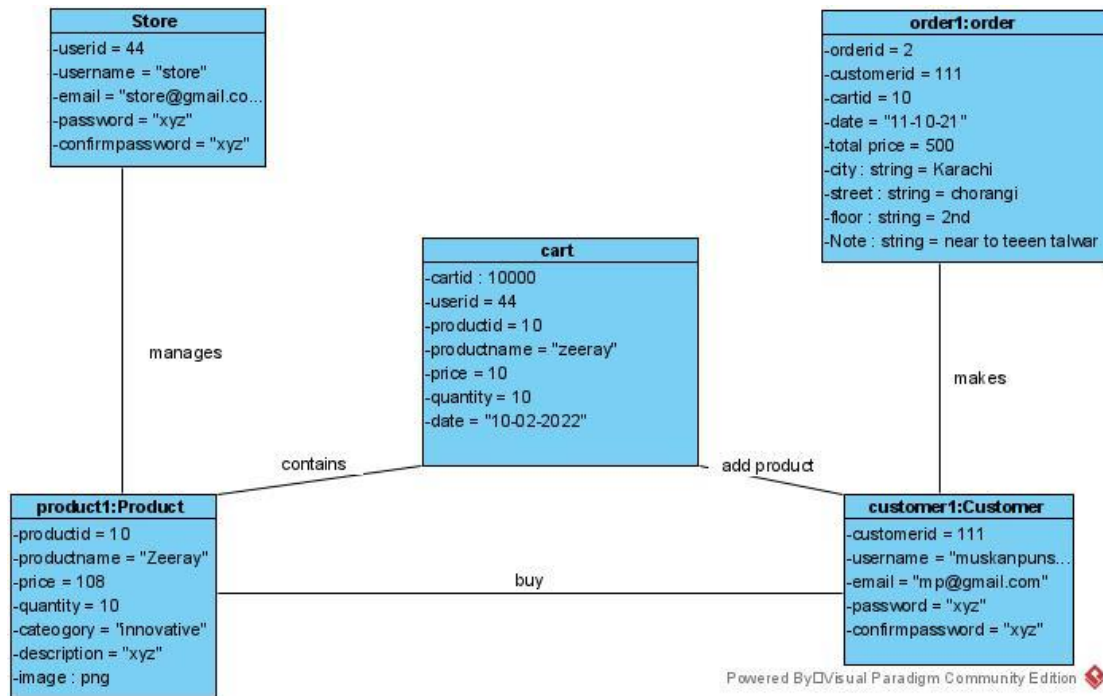 Store
-userid = 44
-username = "store"
-email = "store@gmail.co...
-password = "xyz"
-confirmpassword = "xyz"
order1:order
-orderid = 2
-customerid = 111
-cartid = 10
-date = "11-10-21"
-total price = 500
-city : string = Karachi
-street : string = chorangi
-floor : string = 2nd
-Note : string = near to teeen talwar
cart
-cartid : 10000
-userid = 44
-productid = 10
-productname = "zeeray"
-price = 10
-quantity = 10
-date = "10-02-2022"
manages
makes
contains
add product
product1:Product
-productid = 10
-productname = "Zeeray"
-price = 108
-quantity = 10
-cateogory = "innovative"
-description = "xyz"
-image : png
buy
customer1:Customer
-customerid = 111
-username = "muskanpuns...
-email = "mp@gmail.com"
-password = "xyz"
-confirmpassword = "xyz"
Powered By□Visual Paradigm Community Edition